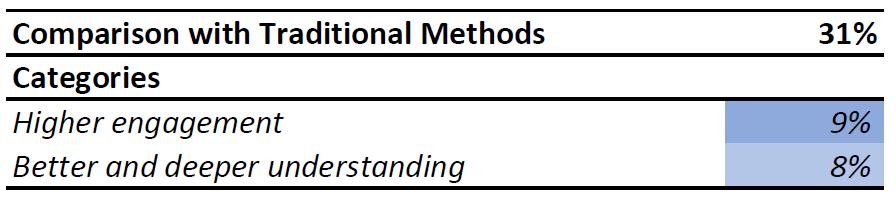 Comparison with Traditional Methods 31%
Categories
Higher engagement 9%
Better and deeper understanding 8%